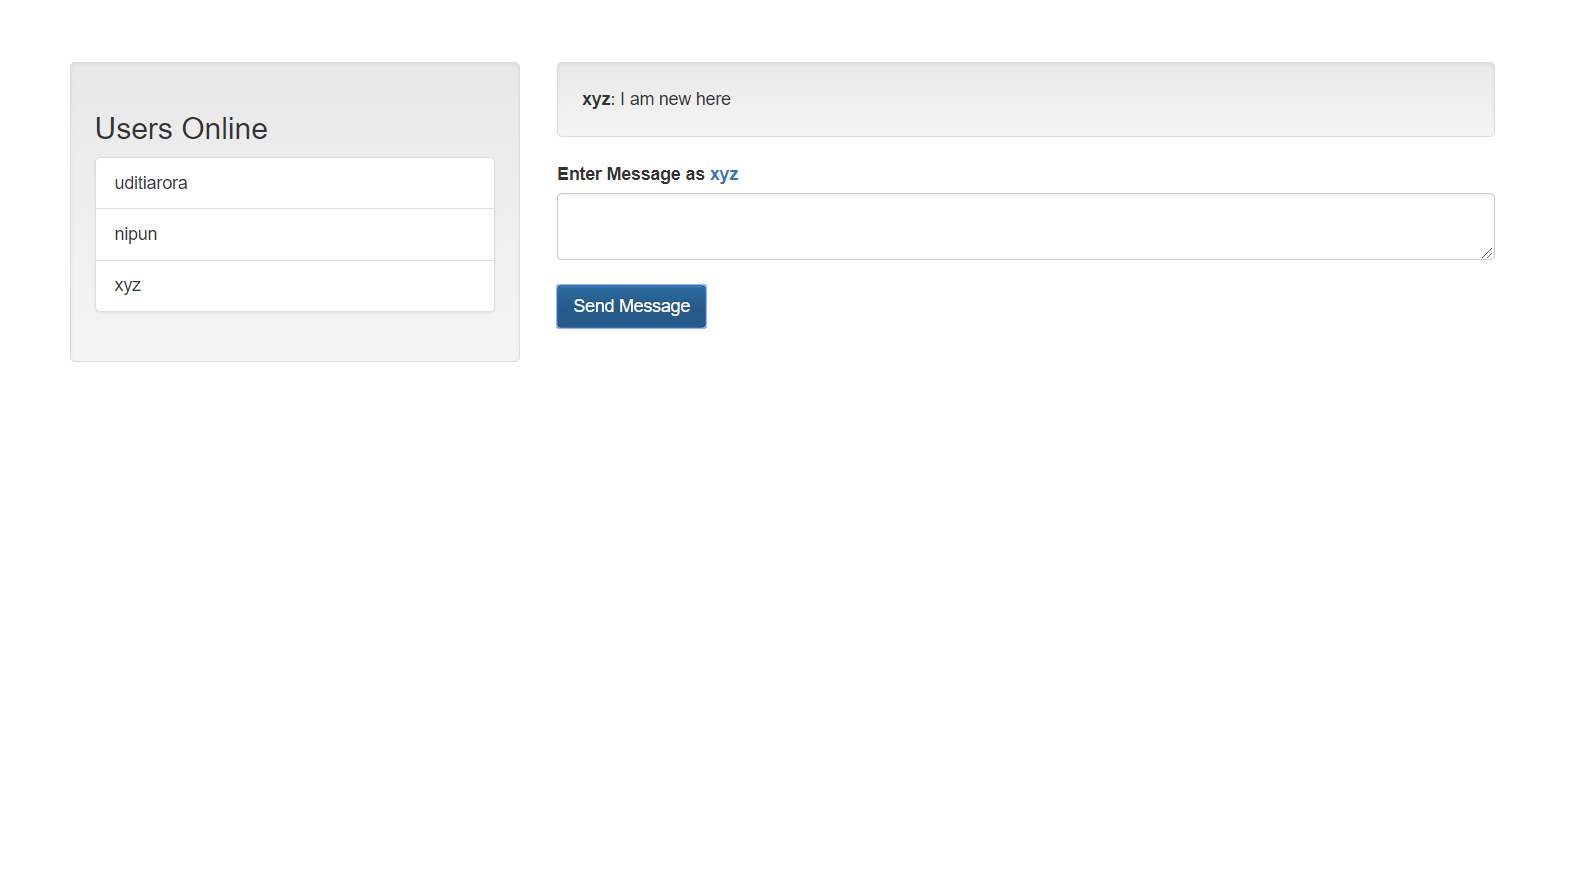 Users Online
uditiarora
nipun
xyz
xyz: I am new here
Enter Message as xyz
Send Message